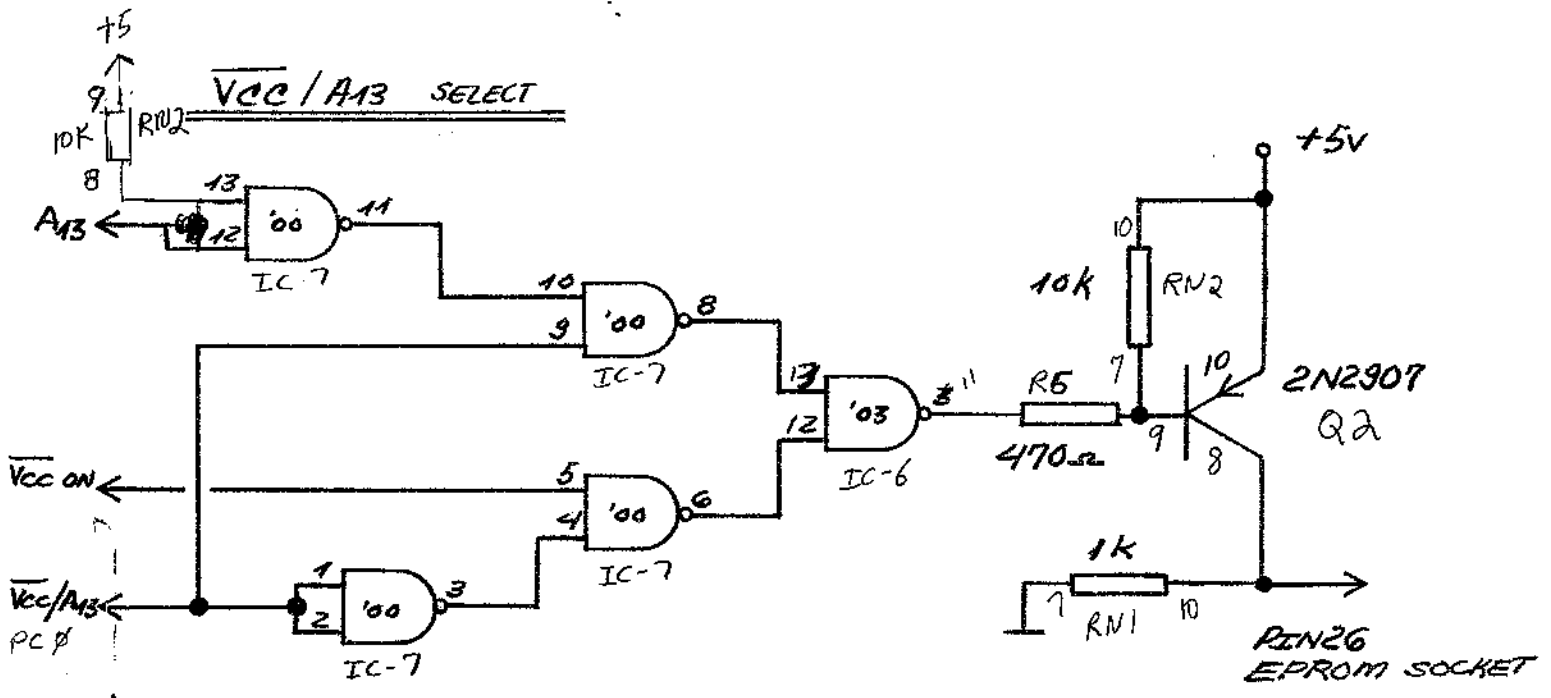 +5
VCC / A13 SELECT
9
10K RN2
8
A13
13
12
'00
11
IC-7
10
9
'00
8
IC-7
VCC ON
5
4
'00
6
IC-7
VCC/A13
PC0
1
2
'00
3
IC-7
12
'03
11
IC-6
R5
470Ω
+5V
10
10K RN2
7
9
10
8
2N2907
Q2
1K
7
RN1
10
PIN26
EPROM SOCKET